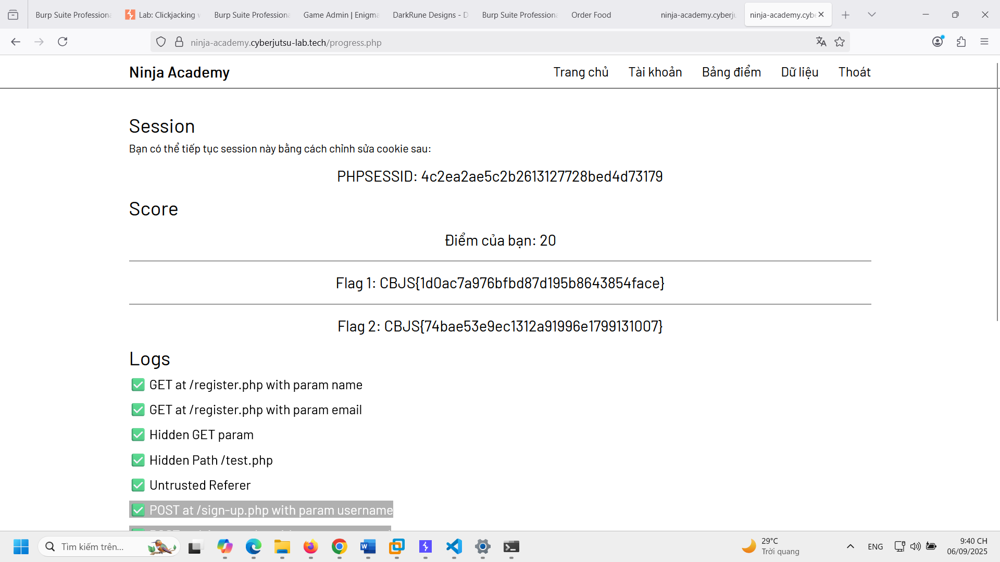 Burp Suite Professiona
Lab: Clickjacking w
Burp Suite Professiona
Game Admin | Enigma
DarkRune Designs - D
Burp Suite Professiona
Order Food
ninja-academy.cyberju
ninja-academy.cybe
ninja-academy.cyberjutsu-lab.tech/progress.php
Ninja Academy
Trang chủ
Tài khoản
Bảng điểm
Dữ liệu
Thoát
Session
Bạn có thể tiếp tục session này bằng cách chỉnh sửa cookie sau:
PHPSESSID: 4c2ea2ae5c2b2613127728bed4d73179
Score
Điểm của bạn: 20
Flag 1: CBJS{1d0ac7a976bfbd87d195b8643854face}
Flag 2: CBJS{74bae53e9ec1312a91996e1799131007}
Logs
GET at /register.php with param name
GET at /register.php with param email
Hidden GET param
Hidden Path /test.php
Untrusted Referer
POST at /sign-up.php with param username
Tìm kiếm trên...
29°C
Trời quang
ENG
9:40 CH
06/09/2025